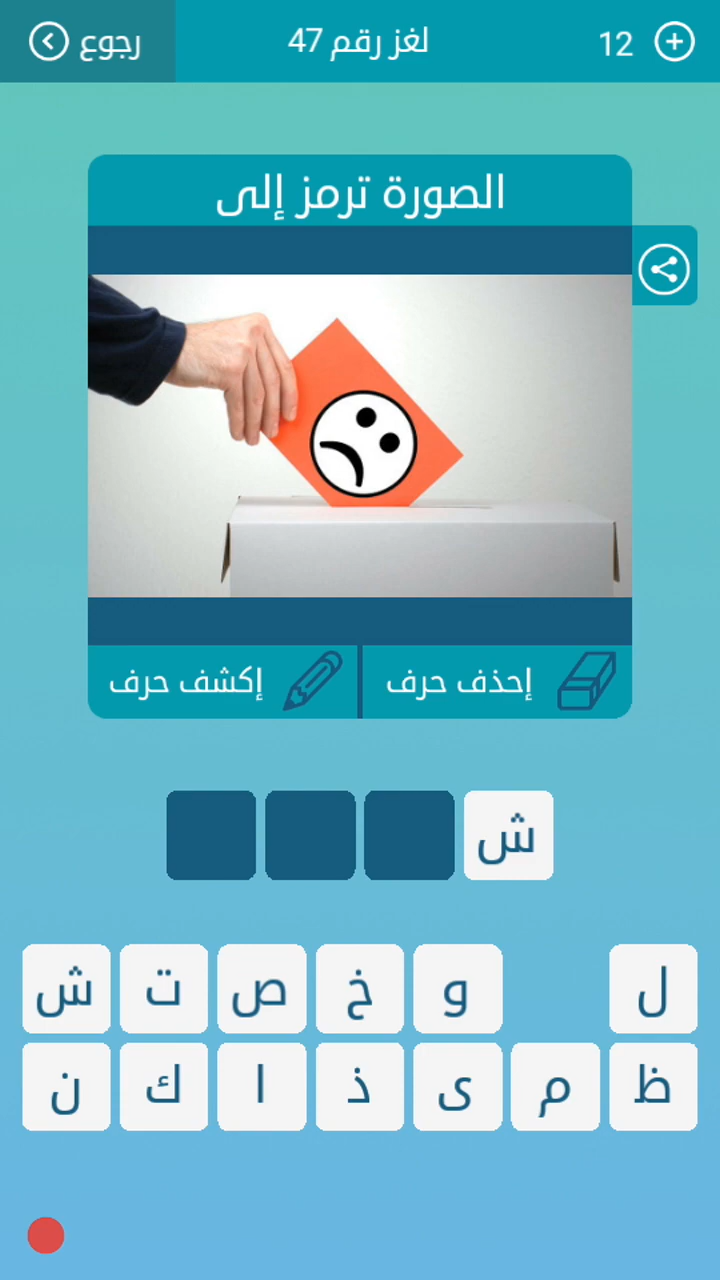 12 لغز رقم 47 رجوع
الصورة ترمز إلى
إحذف حرف إكشف حرف
ش
ل و خ ص ت ش
ظ م ى ذ ا ك ن